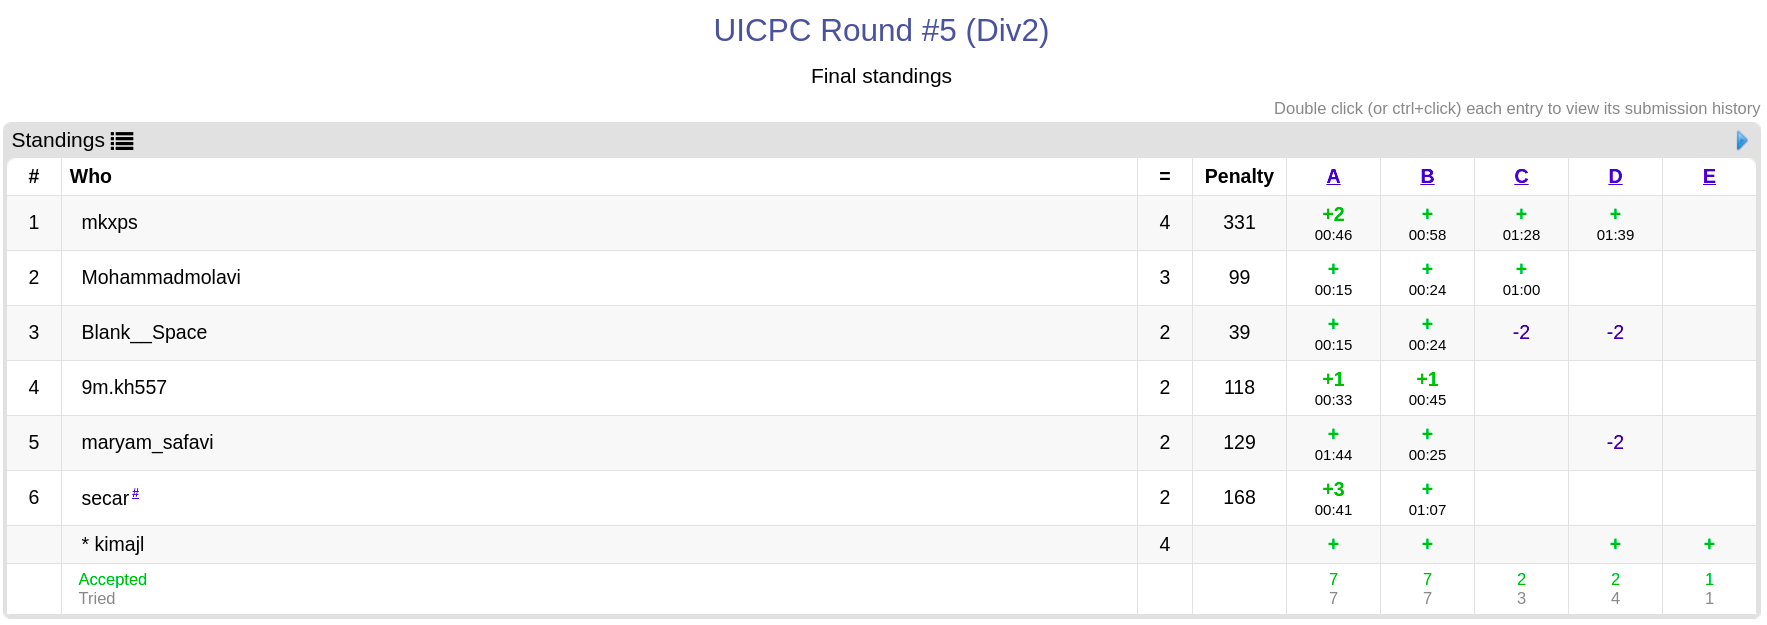 UICPC Round #5 (Div2)
Final standings
Double click (or ctrl+click) each entry to view its submission history
Standings
# Who = Penalty A B C D E
1 mkxps 4 331 +2 00:46 + 00:58 + 01:28 + 01:39
2 Mohammadmolavi 3 99 + 00:15 + 00:24 + 01:00
3 Blank__Space 2 39 + 00:15 + 00:24 -2 -2
4 9m.kh557 2 118 +1 00:33 +1 00:45
5 maryam_safavi 2 129 + 01:44 + 00:25 -2
6 secar # 2 168 +3 00:41 + 01:07
* kimajl 4 + + + +
Accepted 7 7 2 2 1
Tried 7 7 3 4 1